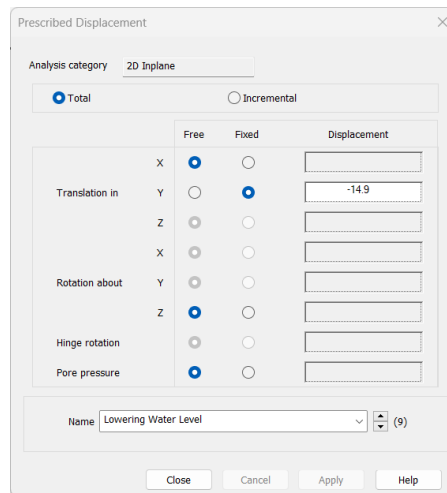 Prescribed Displacement
Analysis category 2D Inplane
Total Incremental
Free Fixed Displacement
X
Translation in Y -14.9
Z
X
Rotation about Y
Z
Hinge rotation
Pore pressure
Name Lowering Water Level (9)
Close Cancel Apply Help